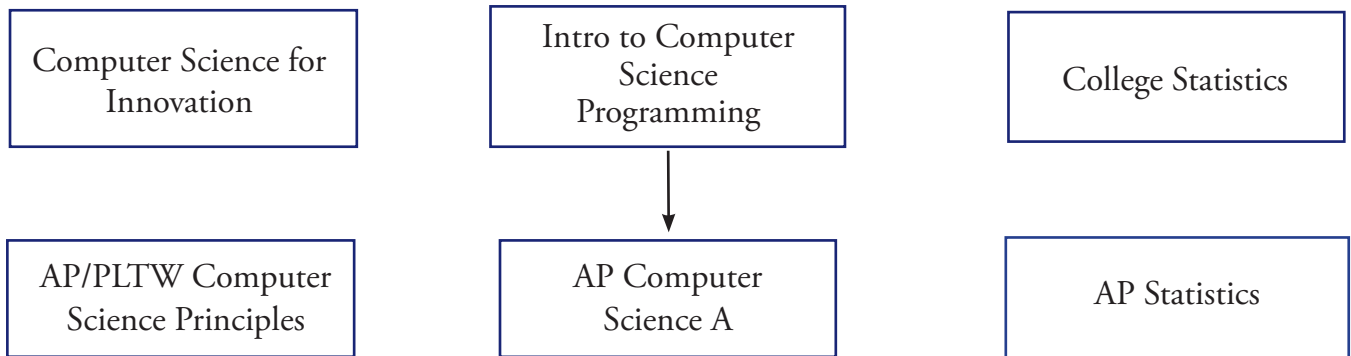 Computer Science for
Innovation
Intro to Computer
Science
Programming
College Statistics
AP/PLTW Computer
Science Principles
AP Computer
Science A
AP Statistics